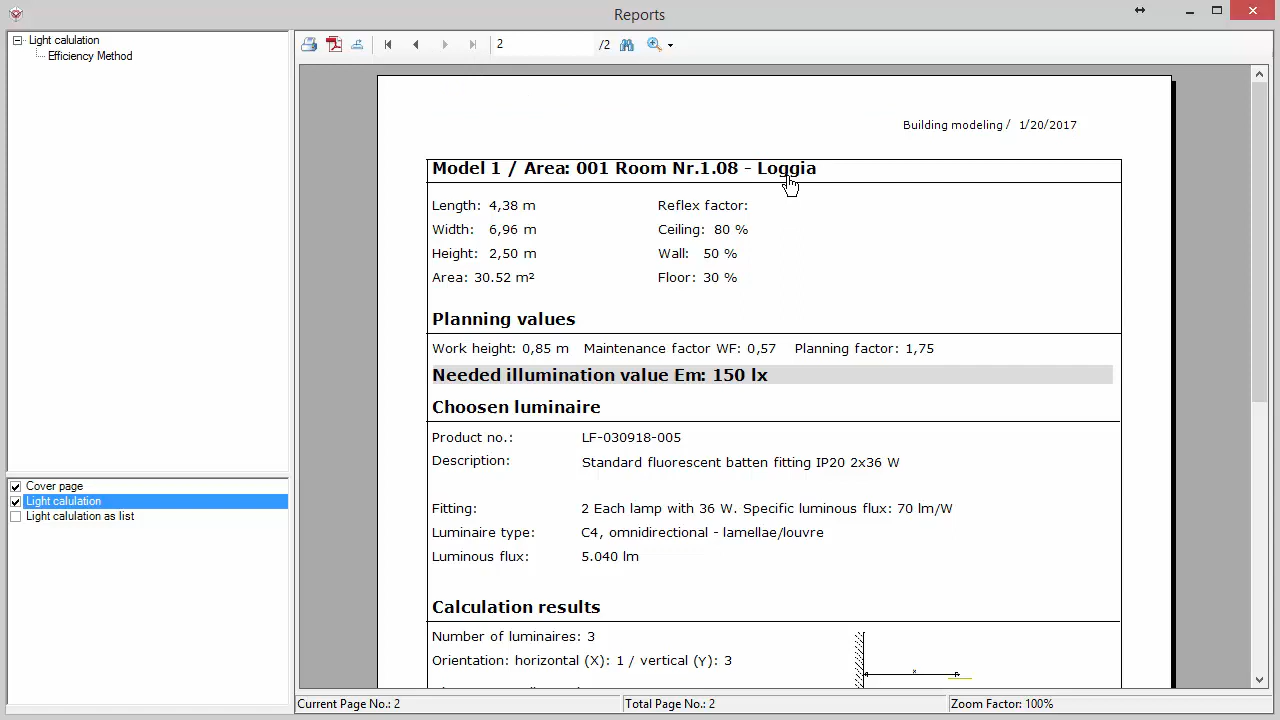 Reports
Light calulation
Efficiency Method
2 /2
Building modeling / 1/20/2017
Model 1 / Area: 001 Room Nr.1.08 - Loggia
Length: 4,38 m Reflex factor:
Width: 6,96 m Ceiling: 80 %
Height: 2,50 m Wall: 50 %
Area: 30.52 m² Floor: 30 %
Planning values
Work height: 0,85 m Maintenance factor WF: 0,57 Planning factor: 1,75
Needed illumination value Em: 150 lx
Choosen luminaire
Product no.: LF-030918-005
Description: Standard fluorescent batten fitting IP20 2x36 W
Fitting: 2 Each lamp with 36 W. Specific luminous flux: 70 lm/W
Luminaire type: C4, omnidirectional - lamellae/louvre
Luminous flux: 5.040 lm
Calculation results
Number of luminaires: 3
Orientation: horizontal (X): 1 / vertical (Y): 3
x
Cover page
Light calulation
Light calulation as list
Current Page No.: 2 Total Page No.: 2 Zoom Factor: 100%